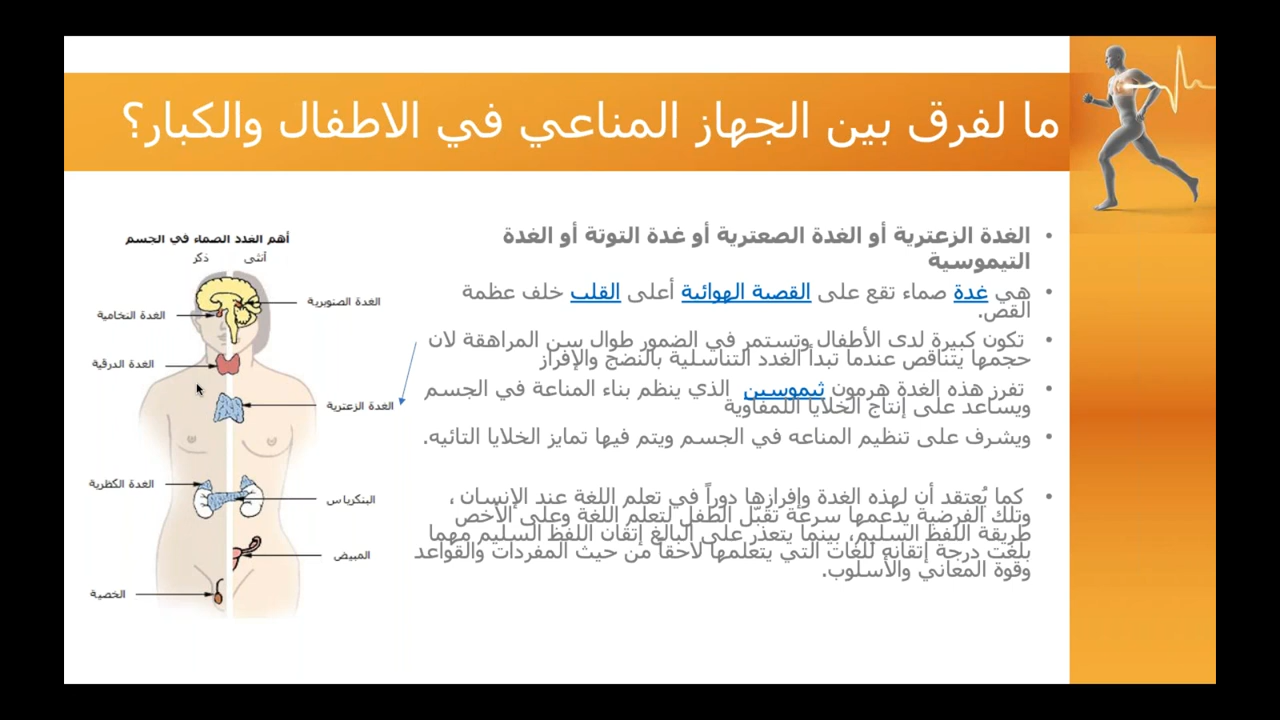 ما لفرق بين الجهاز المناعي في الاطفال والكبار؟
• الغدة الزعترية أو الغدة الصعترية أو غدة التوتة أو الغدة
التيموسية
• هي غدة صماء تقع على القصبة الهوائية أعلى القلب خلف عظمة
القص.
• تكون كبيرة لدى الأطفال وتستمر في الضمور طوال سن المراهقة لان
حجمها يتناقص عندما تبدأ الغدد التناسلية بالنضج والإفراز
• تفرز هذه الغدة هرمون ثيموسين الذي ينظم بناء المناعة في الجسم
ويساعد على إنتاج الخلايا اللمفاوية
• ويشرف على تنظيم المناعه في الجسم ويتم فيها تمايز الخلايا التائيه.
• كما يُعتقد أن لهذه الغدة وإفرازها دوراً في تعلم اللغة عند الإنسان ،
وتلك الفرضية يدعمها سرعة تقبّل الطفل لتعلم اللغة وعلى الأخص
طريقة اللفظ السليم، بينما يتعذر على البالغ إتقان اللفظ السليم مهما
بلغت درجة إتقانه للغات التي يتعلمها لاحقا من حيث المفردات والقواعد
وقوة المعاني والأسلوب.
أهم الغدد الصماء في الجسم
أنثى
ذكر
الغدة الصنوبرية
الغدة النخامية
الغدة الدرقية
الغدة الزعترية
الغدة الكظرية
البنكرياس
المبيض
الخصية